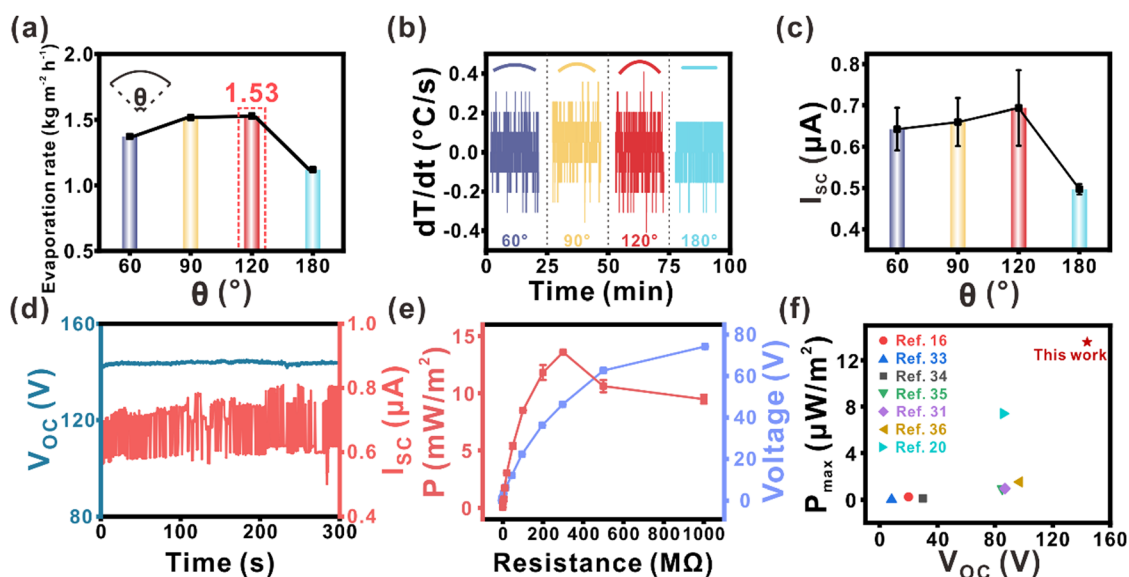 (a)
Evaporation rate (kg m⁻² h⁻¹)
2.0
1.5
1.0
0.5
θ
1.53
60 90 120 180
θ (°)
(b)
dT/dt (°C/s)
0.4
0.2
0.0
-0.2
-0.4
60° 90° 120° 180°
0 25 50 75 100
Time (min)
(c)
I_SC (μA)
0.8
0.7
0.6
0.5
0.4
60 90 120 180
θ (°)
(d)
V_OC (V)
160
120
80
1.0
0.8
0.6
0.4
I_SC (μA)
0 100 200 300
Time (s)
(e)
P (mW/m²)
15
10
5
0
80
60
40
20
0
Voltage (V)
0 200 400 600 800 1000
Resistance (MΩ)
(f)
P_max (μW/m²)
12
8
4
0
Ref. 16
Ref. 33
Ref. 34
Ref. 35
Ref. 31
Ref. 36
Ref. 20
This work
0 40 80 120 160
V_OC (V)